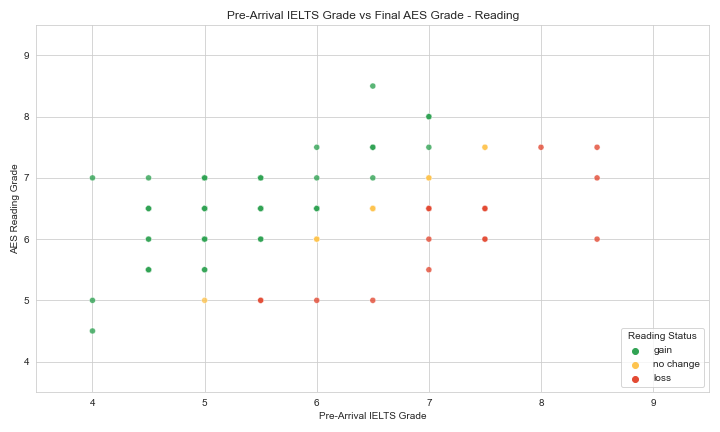 Pre-Arrival IELTS Grade vs Final AES Grade - Reading
9
8
7
6
5
4
AES Reading Grade
4 5 6 7 8 9
Pre-Arrival IELTS Grade
Reading Status
gain
no change
loss